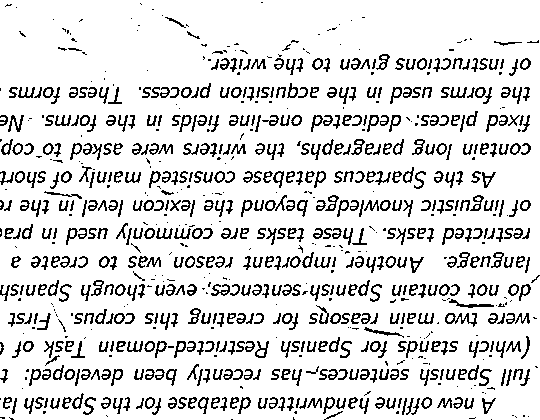 A new offline handwritten database for the Spanish la
full Spanish sentences, has recently been developed: t
(which stands for Spanish Restricted-domain Task of
were two main reasons for creating this corpus. First
do not contain Spanish sentences, even though Spanish
language. Another important reason was to create a
restricted tasks. These tasks are commonly used in prac
of linguistic knowledge beyond the lexicon level in the re
As the Spartacus database consisted mainly of short
contain long paragraphs, the writers were asked to copy
fixed places: dedicated one-line fields in the forms. Ne
the forms used in the acquisition process. These forms
of instructions given to the writer.